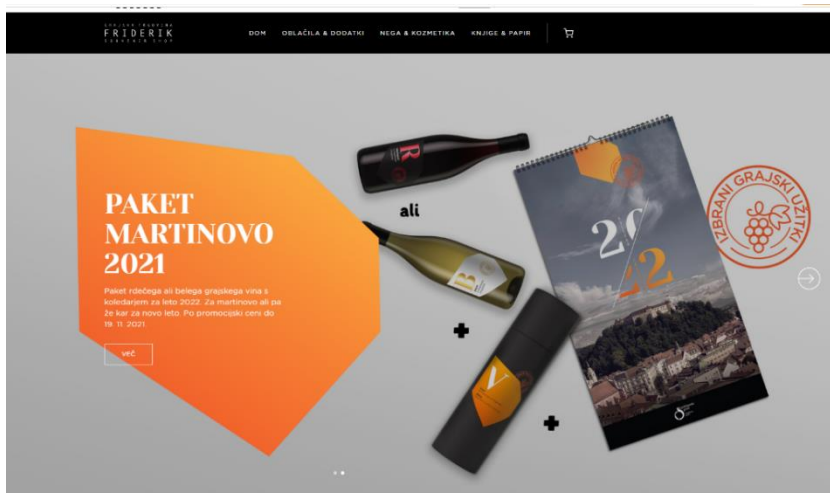 GRAJSKA TRGOVINA
FRIDERIK
DOM
OBLAČILA & DODATKI
NEGA & KOZMETIKA
KNJIGE & PAPIR
PAKET
MARTINOVO
2021
Paket rdečega ali belega grajskega vina s
koledarjem za leto 2022. Za martinovo ali pa
že kar za novo leto. Po promocijski ceni do
19. 11. 2021.
več
R
ali
B
+
V
+
20
22
IZBRANI GRAJSKI UŽITKI